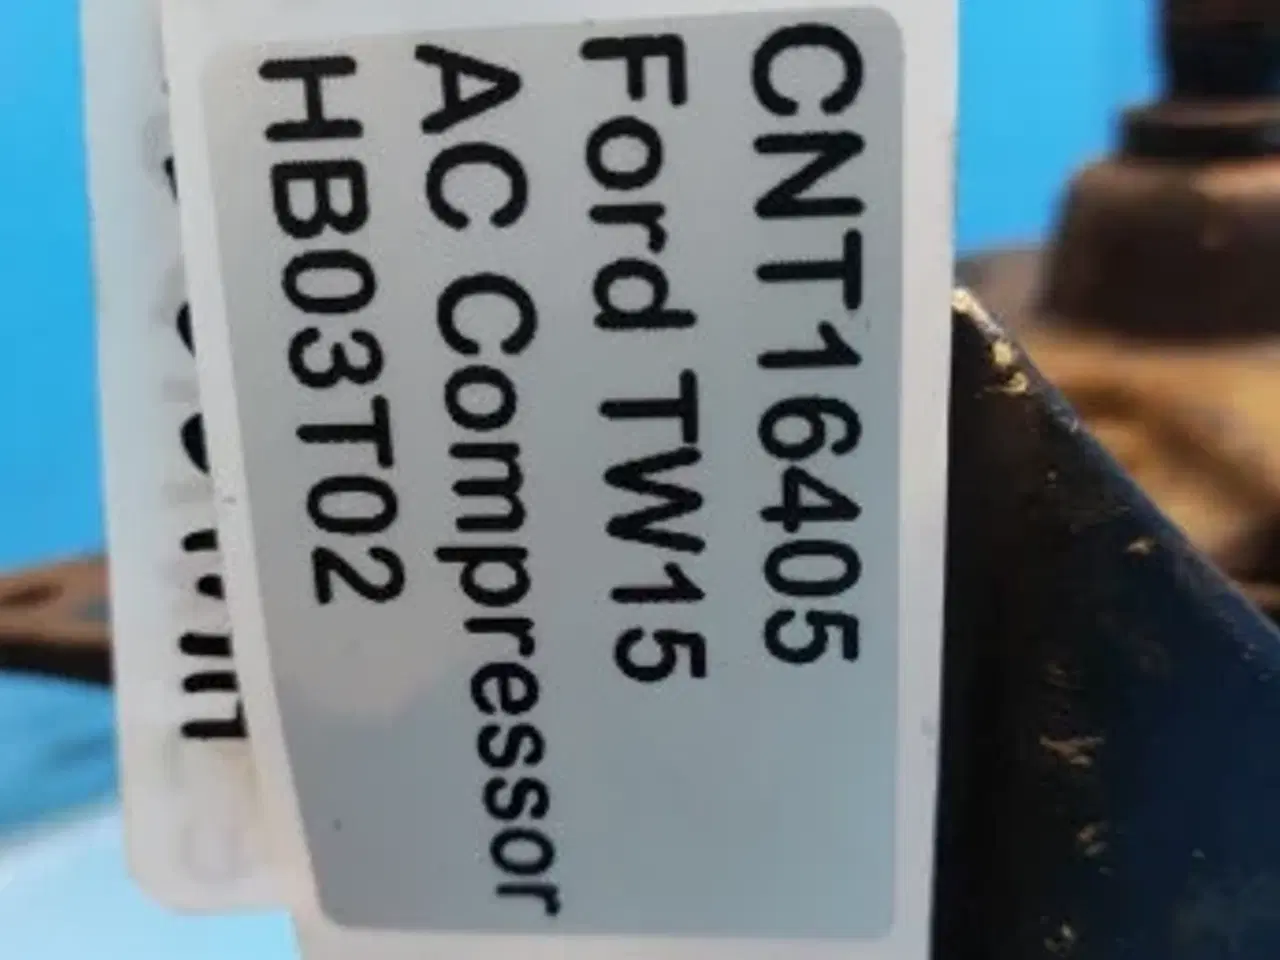 CNT16405
Ford TW15
AC Compressor
HB03T02